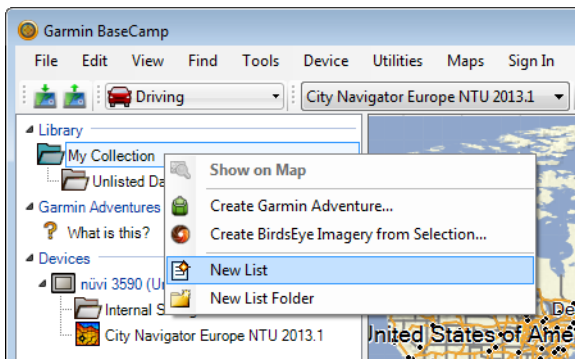 Garmin BaseCamp
File Edit View Find Tools Device Utilities Maps Sign In
Driving City Navigator Europe NTU 2013.1
Library
My Collection
Unlisted Da
Garmin Adventures
? What is this?
Devices
nüvi 3590 (U
Internal S
City Navigator Europe NTU 2013.1
Show on Map
Create Garmin Adventure...
Create BirdsEye Imagery from Selection...
New List
New List Folder
De
United States of Ame